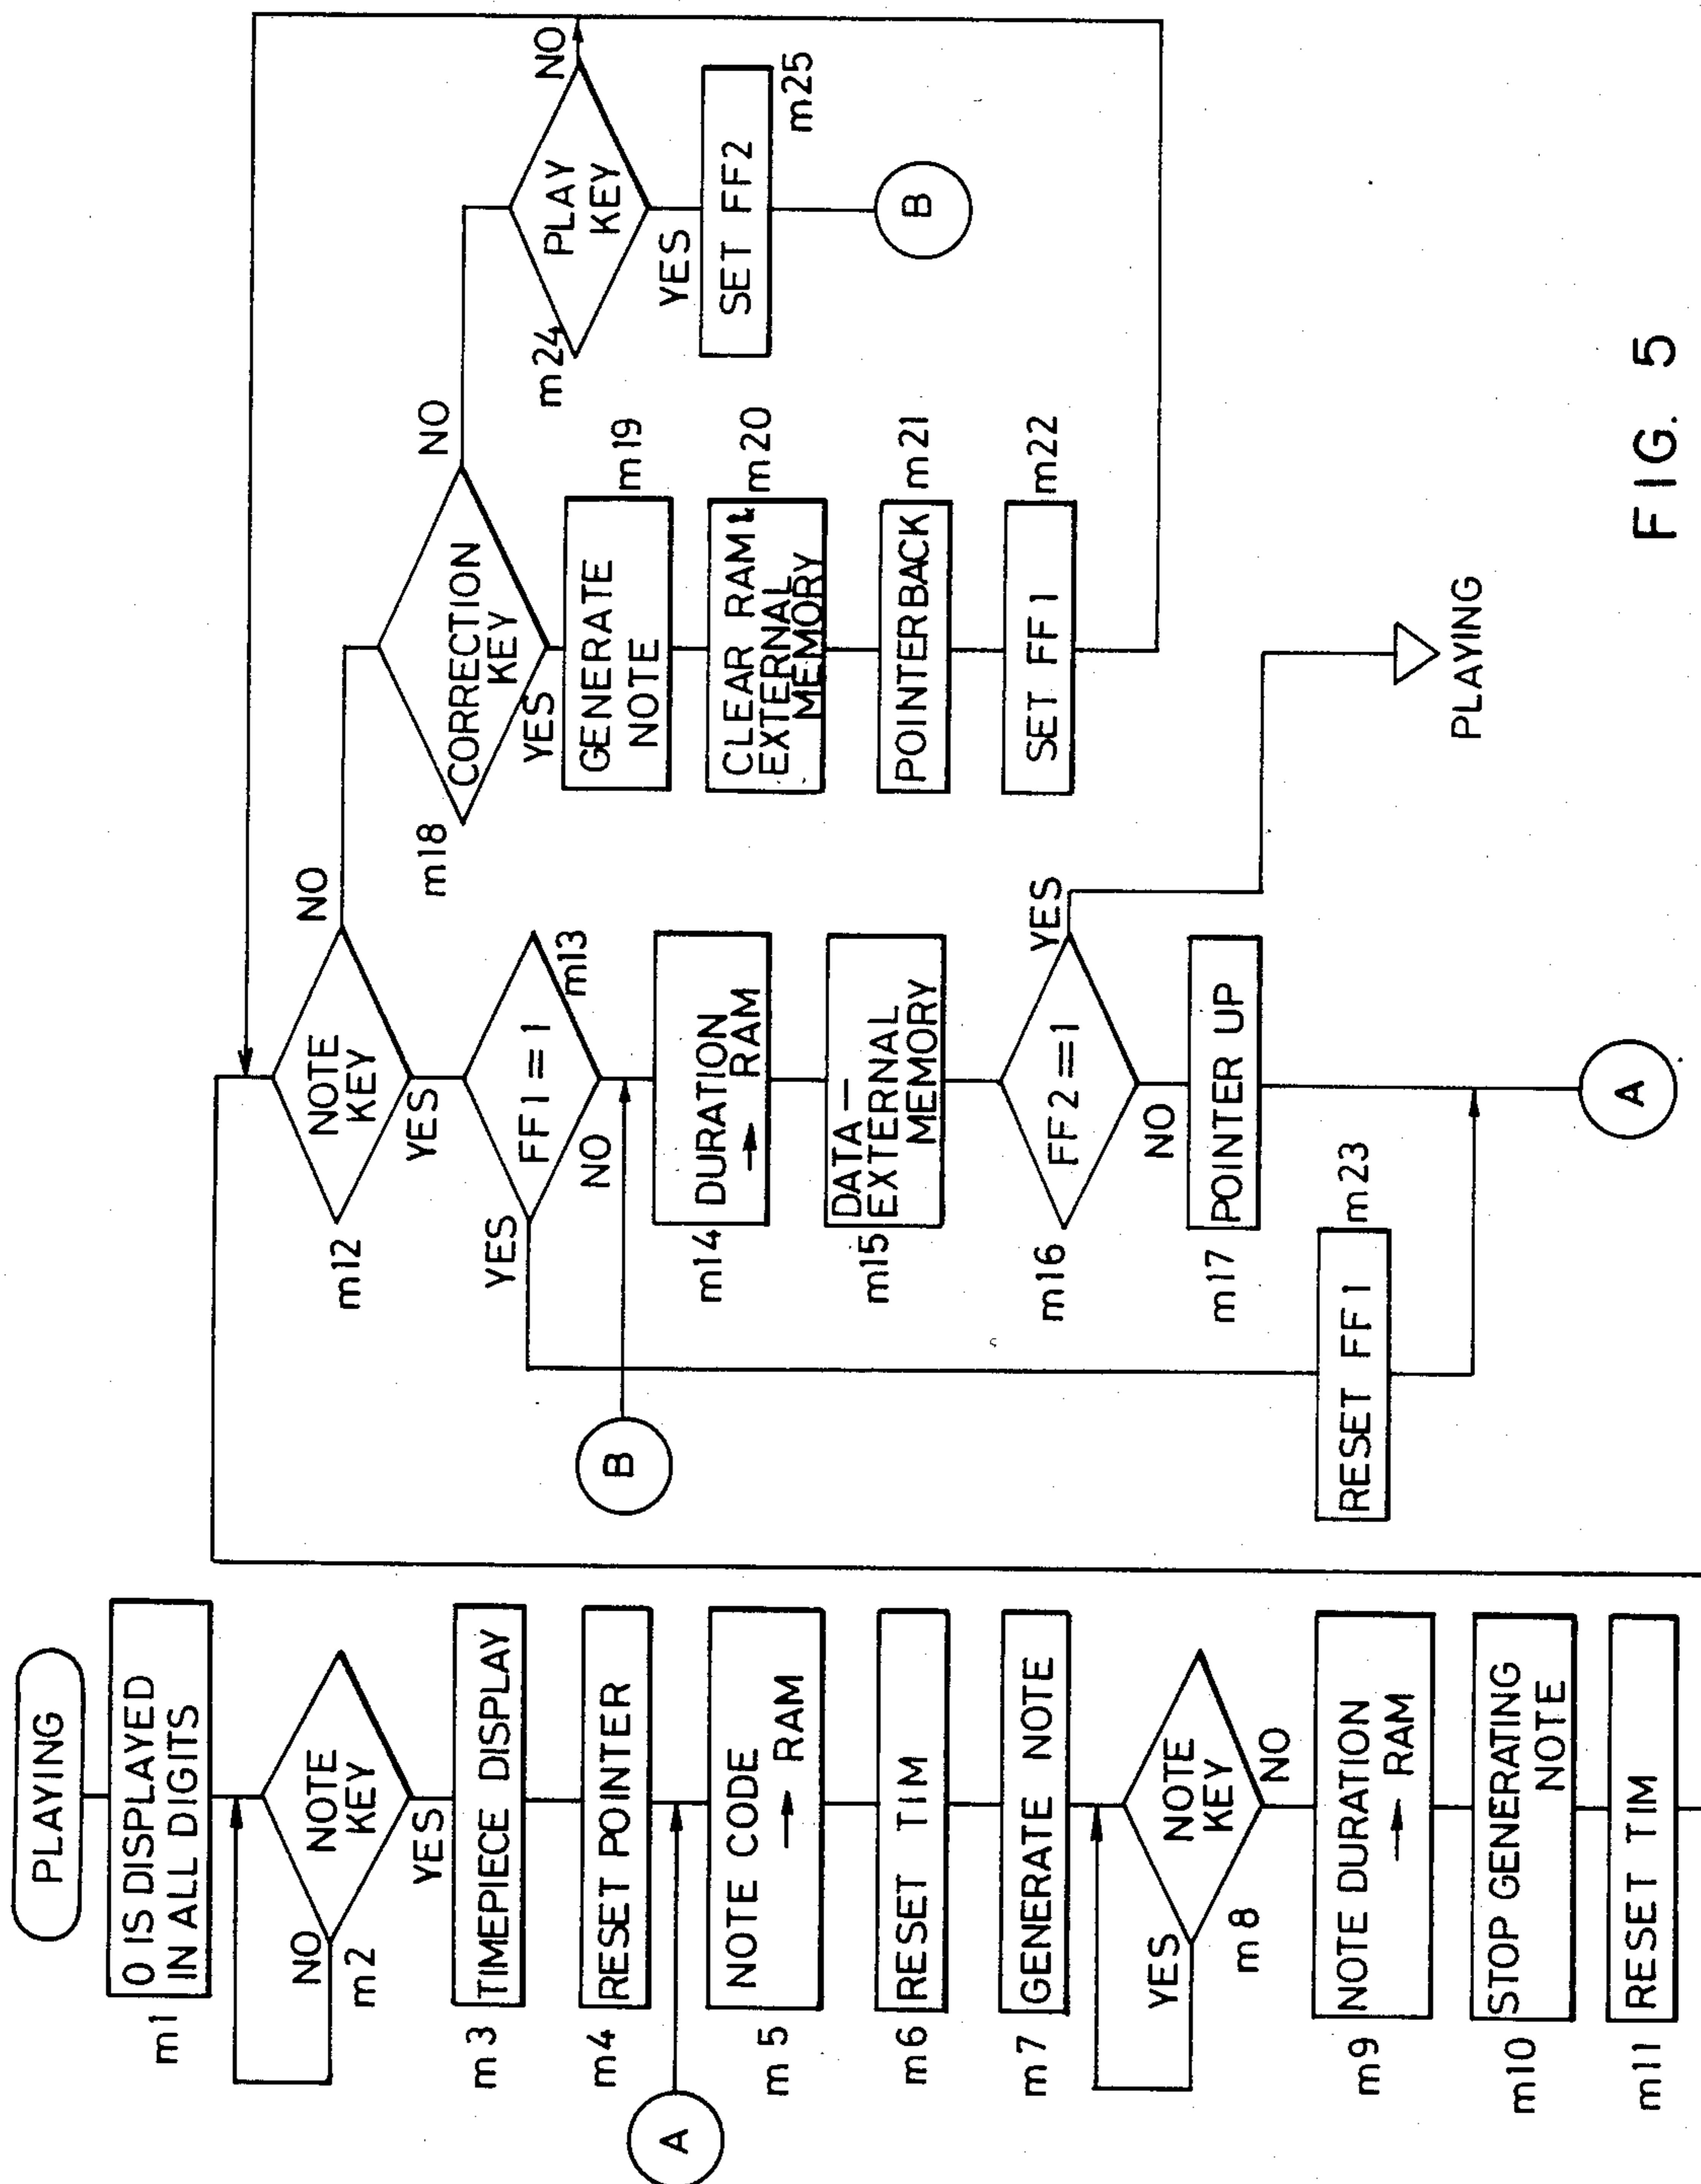 PLAYING
m1
0 IS DISPLAYED
IN ALL DIGITS
NO
m2
NOTE
KEY
YES
m3
TIMEPIECE DISPLAY
m4
RESET POINTER
A
m5
NOTE CODE
→ RAM
m6
RESET TIM
m7
GENERATE NOTE
YES
NOTE
KEY
m8
NO
m9
NOTE DURATION
→ RAM
m10
STOP GENERATING
NOTE
m11
RESET TIM
m12
NOTE
KEY
NO
YES
FF1=1
m13
YES
NO
B
m14
DURATION
→ RAM
m15
DATA—
EXTERNAL
MEMORY
m16
FF2=1
YES
NO
m17
POINTER UP
RESET FF1
m23
A
PLAYING
m18
CORRECTION
KEY
NO
YES
GENERATE
NOTE
m19
CLEAR RAM &
EXTERNAL
MEMORY
m20
POINTERBACK
m21
SET FF1
m22
m24
PLAY
KEY
NO
YES
SET FF2
m25
B
FIG. 5